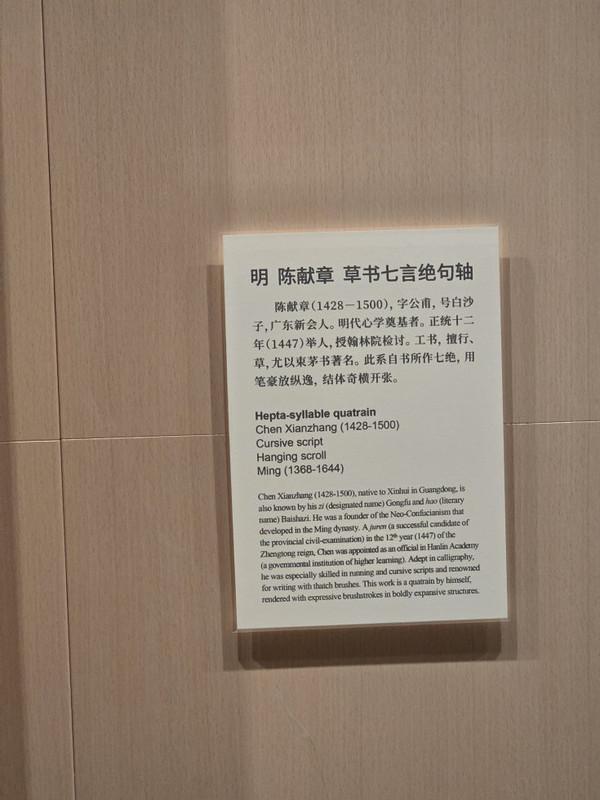 明 陈献章 草书七言绝句轴
陈献章(1428－1500), 字公甫, 号白沙
子, 广东新会人。明代心学奠基者。正统十二
年(1447)举人, 授翰林院检讨。工书, 擅行、
草, 尤以束茅书著名。此系自书所作七绝, 用
笔豪放纵逸, 结体奇横开张。
Hepta-syllable quatrain
Chen Xianzhang (1428-1500)
Cursive script
Hanging scroll
Ming (1368-1644)
Chen Xianzhang (1428-1500), native to Xinhui in Guangdong, is
also known by his zi (designated name) Gongfu and hao (literary
name) Baishazi. He was a founder of the Neo-Confucianism that
developed in the Ming dynasty. A juren (a successful candidate of
the provincial civil-examination) in the 12th year (1447) of the
Zhengtong reign, Chen was appointed as an official in Hanlin Academy
(a governmental institution of higher learning). Adept in calligraphy,
he was especially skilled in running and cursive scripts and renowned
for writing with thatch brushes. This work is a quatrain by himself,
rendered with expressive brushstrokes in boldly expansive structures.